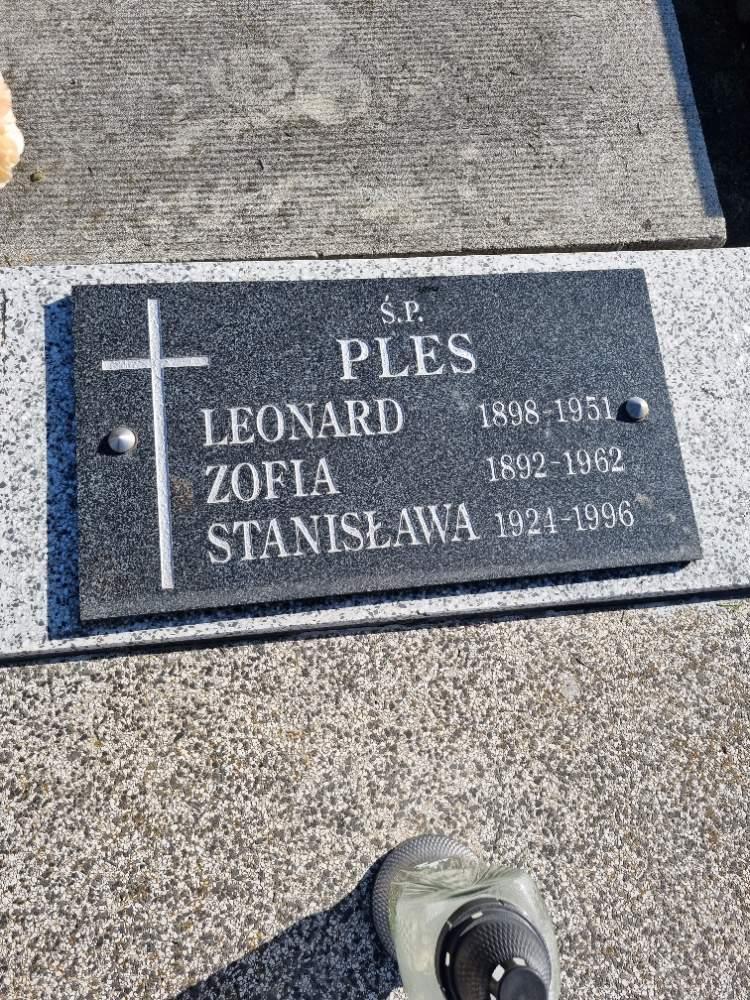 Ś.P.
PLES
LEONARD 1898-1951
ZOFIA 1892-1962
STANISŁAWA 1924-1996